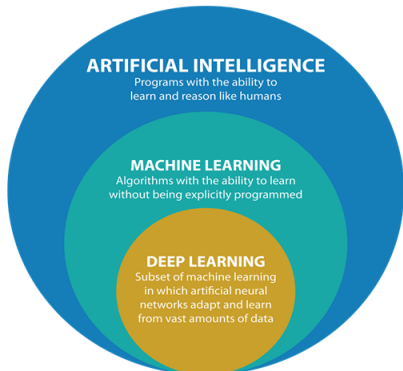 ARTIFICIAL INTELLIGENCE
Programs with the ability to
learn and reason like humans
MACHINE LEARNING
Algorithms with the ability to learn
without being explicitly programmed
DEEP LEARNING
Subset of machine learning
in which artificial neural
networks adapt and learn
from vast amounts of data